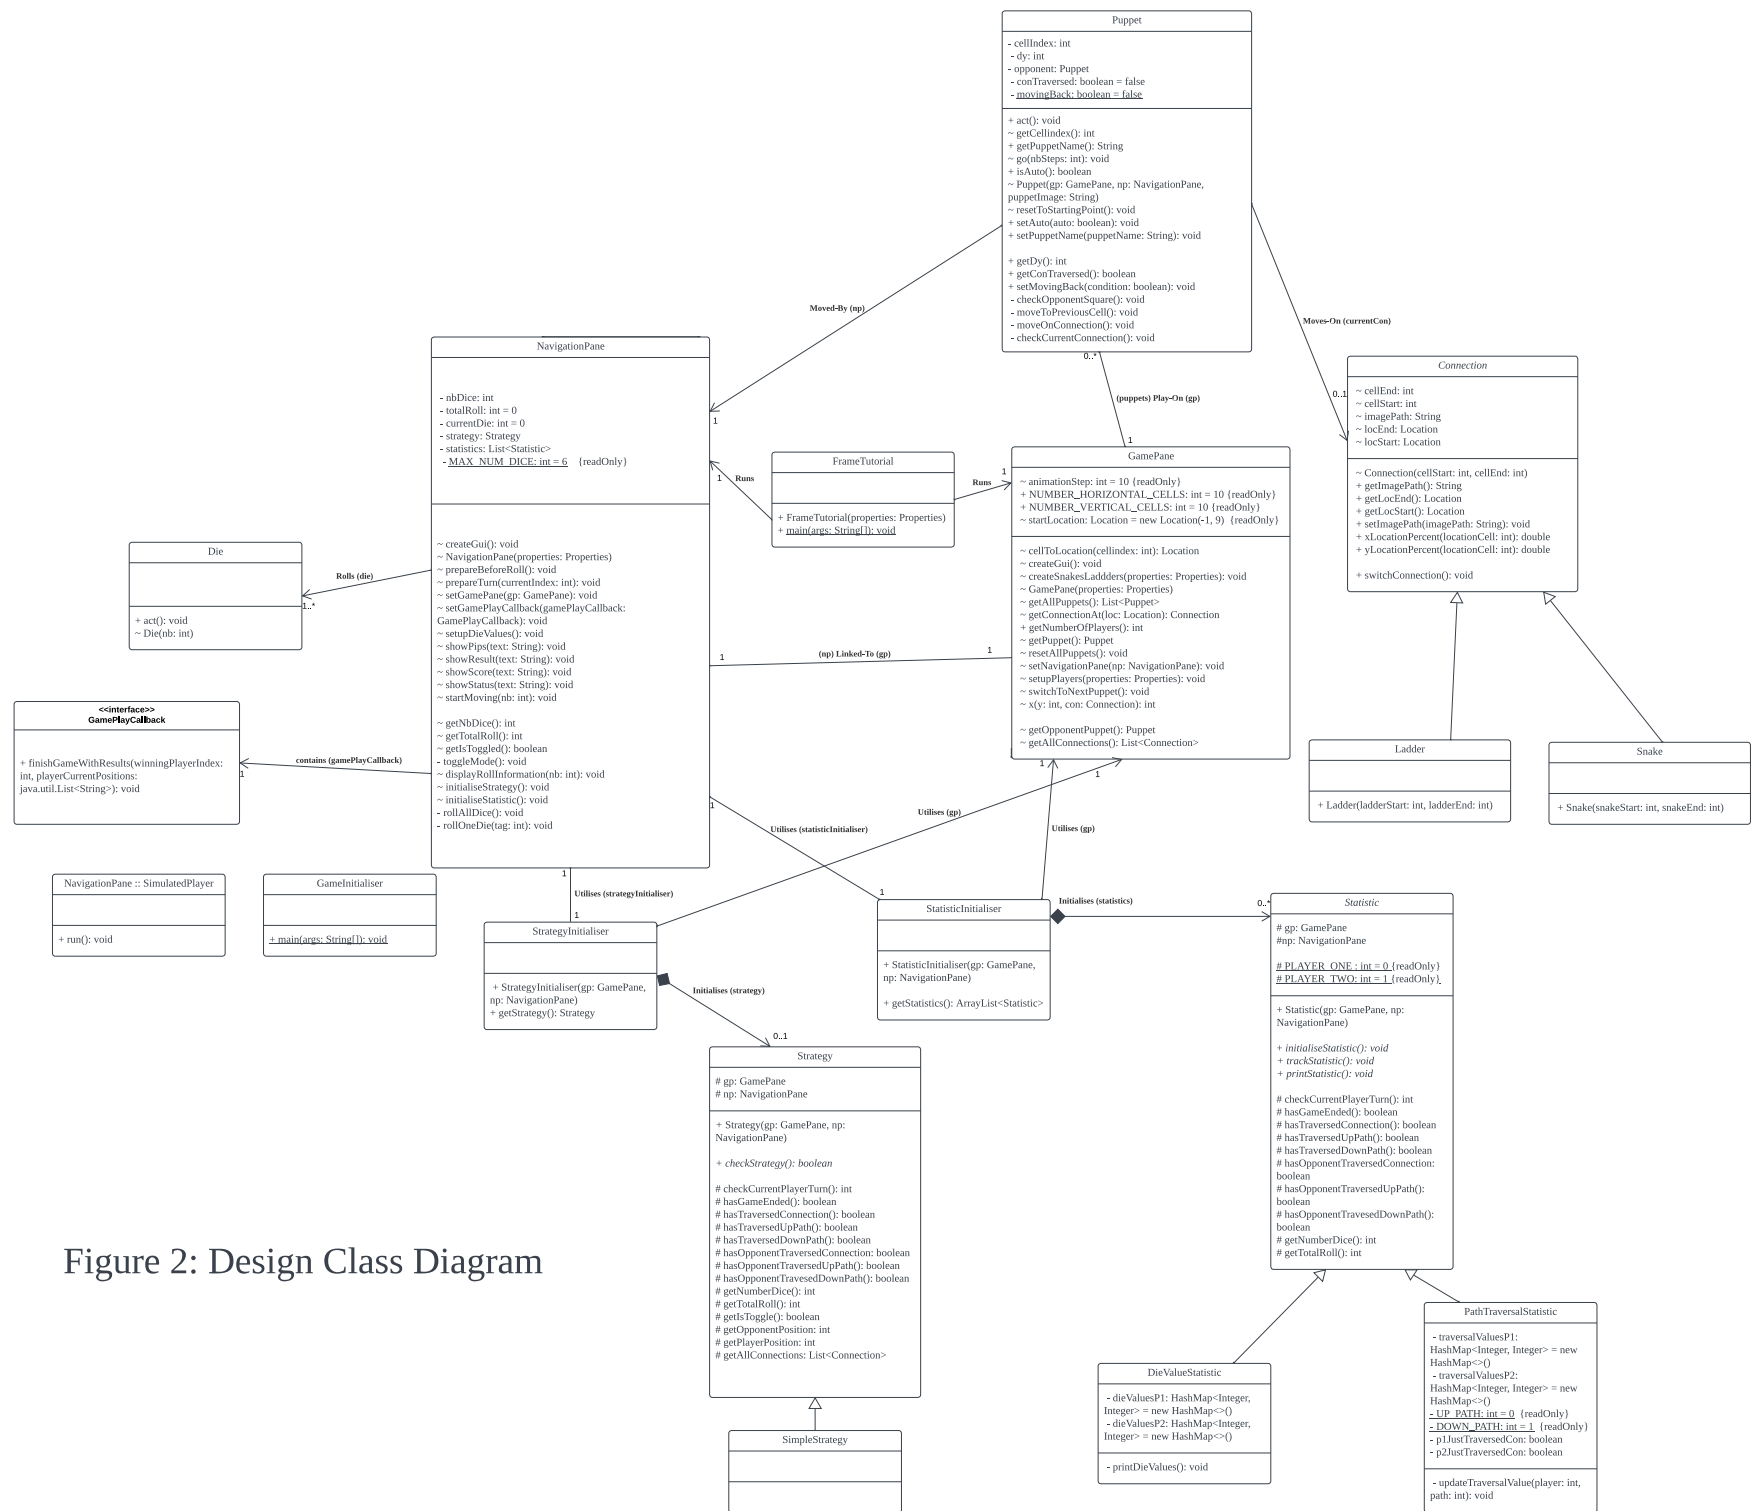 Puppet
- cellIndex: int
- dy: int
- opponent: Puppet
- conTraversed: boolean = false
- movingBack: boolean = false
+ act(): void
~ getCellindex(): int
+ getPuppetName(): String
~ go(nbSteps: int): void
+ isAuto(): boolean
~ Puppet(gp: GamePane, np: NavigationPane,
puppetImage: String)
~ resetToStartingPoint(): void
+ setAuto(auto: boolean): void
+ setPuppetName(puppetName: String): void
+ getDy(): int
+ getConTraversed(): boolean
+ setMovingBack(condition: boolean): void
- checkOpponentSquare(): void
- moveToPreviousCell(): void
- moveOnConnection(): void
- checkCurrentConnection(): void
Moved-By (np)
1
Moves-On (currentCon)
0..1
0..*
(puppets) Play-On (gp)
1
NavigationPane
- nbDice: int
- totalRoll: int = 0
- currentDie: int = 0
- strategy: Strategy
- statistics: List<Statistic>
- MAX_NUM_DICE: int = 6 {readOnly}
~ createGui(): void
~ NavigationPane(properties: Properties)
~ prepareBeforeRoll(): void
~ prepareTurn(currentIndex: int): void
~ setGamePane(gp: GamePane): void
~ setGamePlayCallback(gamePlayCallback:
GamePlayCallback): void
~ setupDieValues(): void
~ showPips(text: String): void
~ showResult(text: String): void
~ showScore(text: String): void
~ showStatus(text: String): void
~ startMoving(nb: int): void
~ getNbDice(): int
~ getTotalRoll(): int
~ getIsToggled(): boolean
- toggleMode(): void
~ displayRollInformation(nb: int): void
~ initialiseStrategy(): void
~ initialiseStatistic(): void
- rollAllDice(): void
- rollOneDie(tag: int): void
FrameTutorial
+ FrameTutorial(properties: Properties)
+ main(args: String[]): void
Runs
1
Runs
1
GamePane
~ animationStep: int = 10 {readOnly}
+ NUMBER_HORIZONTAL_CELLS: int = 10 {readOnly}
+ NUMBER_VERTICAL_CELLS: int = 10 {readOnly}
~ startLocation: Location = new Location(-1, 9) {readOnly}
~ cellToLocation(cellindex: int): Location
~ createGui(): void
~ createSnakesLaddders(properties: Properties): void
~ GamePane(properties: Properties)
~ getAllPuppets(): List<Puppet>
~ getConnectionAt(loc: Location): Connection
+ getNumberOfPlayers(): int
~ getPuppet(): Puppet
~ resetAllPuppets(): void
~ setNavigationPane(np: NavigationPane): void
~ setupPlayers(properties: Properties): void
~ switchToNextPuppet(): void
~ x(y: int, con: Connection): int
~ getOpponentPuppet(): Puppet
~ getAllConnections(): List<Connection>
Connection
~ cellEnd: int
~ cellStart: int
~ imagePath: String
~ locEnd: Location
~ locStart: Location
~ Connection(cellStart: int, cellEnd: int)
+ getImagePath(): String
+ getLocEnd(): Location
+ getLocStart(): Location
+ setImagePath(imagePath: String): void
+ xLocationPercent(locationCell: int): double
+ yLocationPercent(locationCell: int): double
+ switchConnection(): void
Die
+ act(): void
~ Die(nb: int)
Rolls (die)
1..*
1
(np) Linked-To (gp)
1
<<interface>>
GamePlayCallback
+ finishGameWithResults(winningPlayerIndex:
int, playerCurrentPositions:
java.util.List<String>): void
contains (gamePlayCallback)
1
Ladder
+ Ladder(ladderStart: int, ladderEnd: int)
Snake
+ Snake(snakeStart: int, snakeEnd: int)
1
Utilises (statisticInitialiser)
1
Utilises (gp)
1
Utilises (gp)
1
NavigationPane :: SimulatedPlayer
+ run(): void
GameInitialiser
+ main(args: String[]): void
1
Utilises (strategyInitialiser)
1
StrategyInitialiser
+ StrategyInitialiser(gp: GamePane,
np: NavigationPane)
+ getStrategy(): Strategy
Initialises (strategy)
0..1
StatisticInitialiser
+ StatisticInitialiser(gp: GamePane,
np: NavigationPane)
+ getStatistics(): ArrayList<Statistic>
Initialises (statistics)
0..*
Statistic
# gp: GamePane
#np: NavigationPane
# PLAYER_ONE : int = 0 {readOnly}
# PLAYER_TWO: int = 1 {readOnly}
+ Statistic(gp: GamePane, np:
NavigationPane)
+ initialiseStatistic(): void
+ trackStatistic(): void
+ printStatistic(): void
# checkCurrentPlayerTurn(): int
# hasGameEnded(): boolean
# hasTraversedConnection(): boolean
# hasTraversedUpPath(): boolean
# hasTraversedDownPath(): boolean
# hasOpponentTraversedConnection:
boolean
# hasOpponentTraversedUpPath():
boolean
# hasOpponentTravesedDownPath():
boolean
# getNumberDice(): int
# getTotalRoll(): int
Strategy
# gp: GamePane
# np: NavigationPane
+ Strategy(gp: GamePane, np:
NavigationPane)
+ checkStrategy(): boolean
# checkCurrentPlayerTurn(): int
# hasGameEnded(): boolean
# hasTraversedConnection(): boolean
# hasTraversedUpPath(): boolean
# hasTraversedDownPath(): boolean
# hasOpponentTraversedConnection: boolean
# hasOpponentTraversedUpPath(): boolean
# hasOpponentTravesedDownPath(): boolean
# getNumberDice(): int
# getTotalRoll(): int
# getIsToggle(): boolean
# getOpponentPosition: int
# getPlayerPosition: int
# getAllConnections: List<Connection>
Figure 2: Design Class Diagram
SimpleStrategy
DieValueStatistic
- dieValuesP1: HashMap<Integer,
Integer> = new HashMap<>()
- dieValuesP2: HashMap<Integer,
Integer> = new HashMap<>()
- printDieValues(): void
PathTraversalStatistic
- traversalValuesP1:
HashMap<Integer, Integer> = new
HashMap<>()
- traversalValuesP2:
HashMap<Integer, Integer> = new
HashMap<>()
- UP_PATH: int = 0 {readOnly}
- DOWN_PATH: int = 1 {readOnly}
- p1JustTraversedCon: boolean
- p2JustTraversedCon: boolean
- updateTraversalValue(player: int,
path: int): void